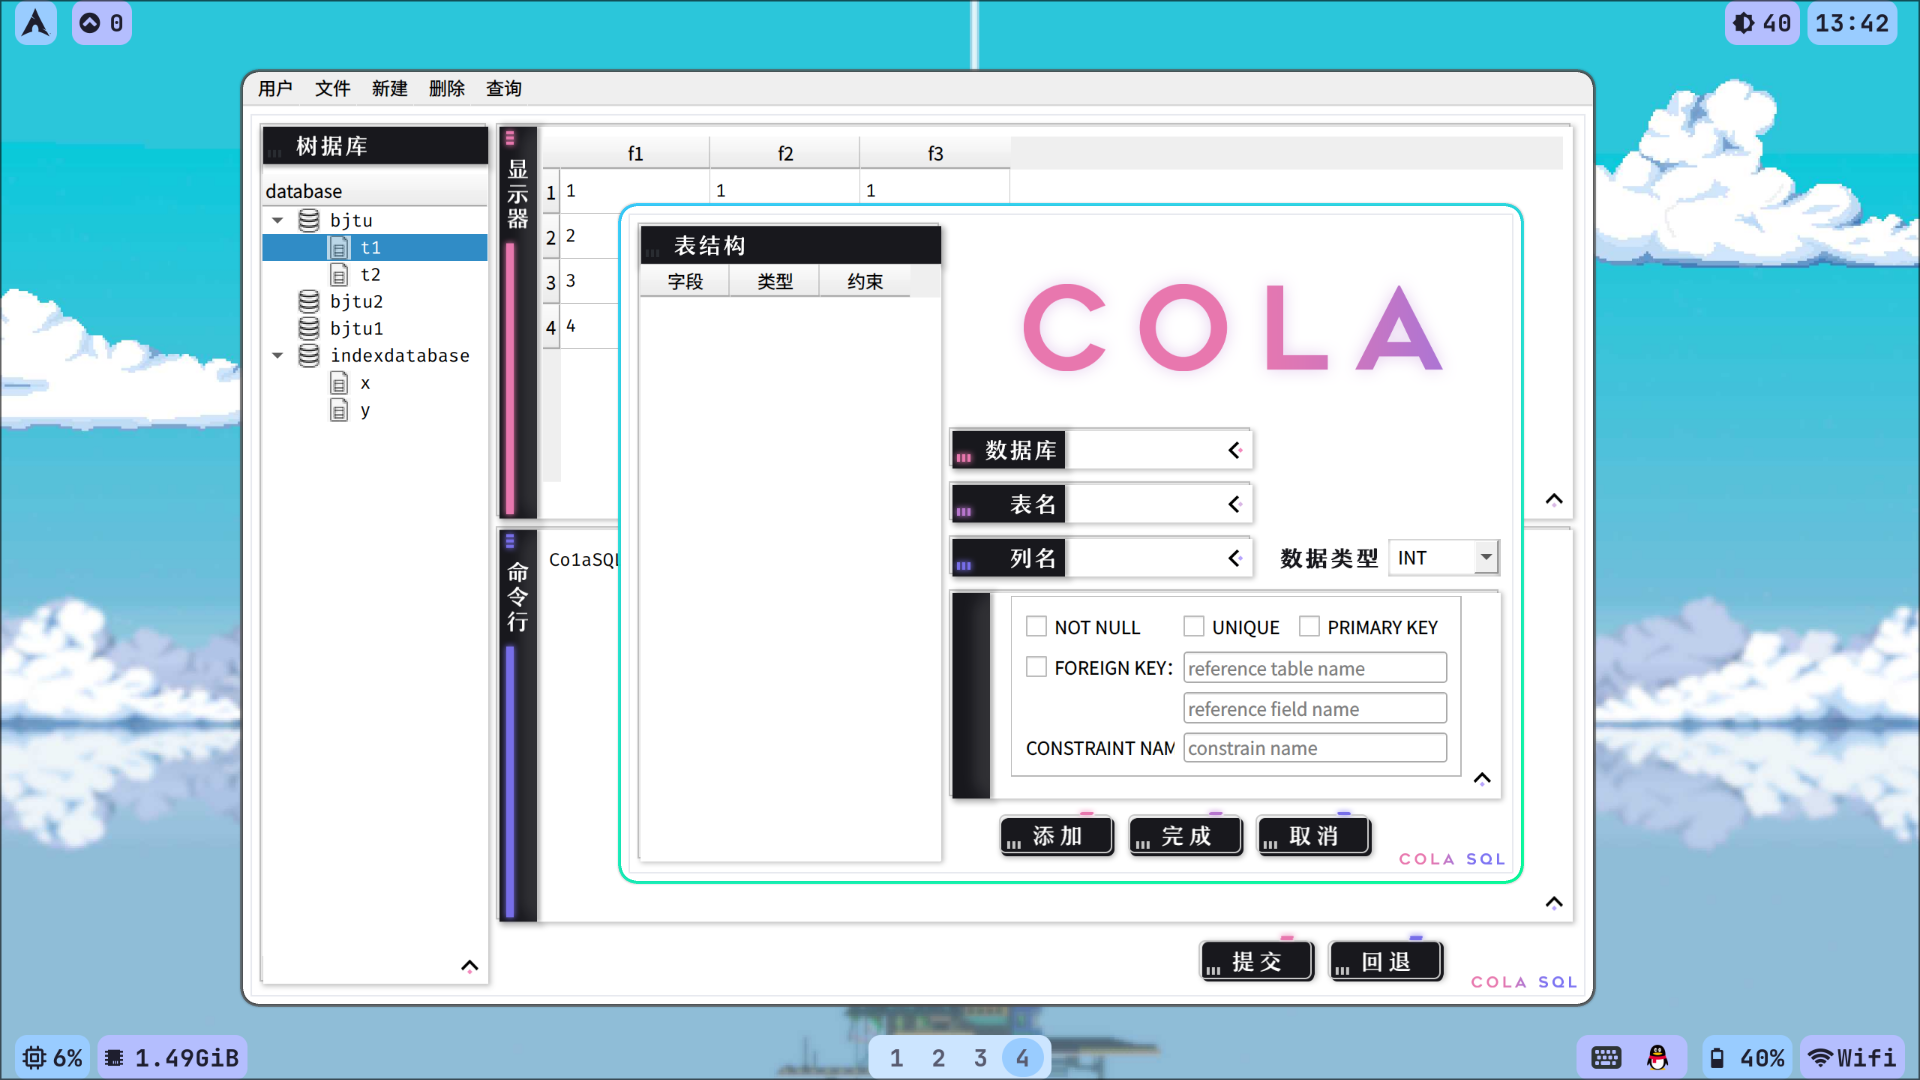 0
40
13:42
用户 文件 新建 删除 查询
树据库
database
bjtu
t1
t2
bjtu2
bjtu1
indexdatabase
x
y
显示器
f1 f2 f3
1 1 1 1
2 2
3 3
4 4
命令行
Co1aSQL
表结构
字段 类型 约束
COLA
数据库
表名
列名
数据类型 INT
NOT NULL UNIQUE PRIMARY KEY
FOREIGN KEY: reference table name
reference field name
CONSTRAINT NAM constrain name
添加 完成 取消
COLA SQL
提交 回退
COLA SQL
6% 1.49GiB
1 2 3 4
40% Wifi